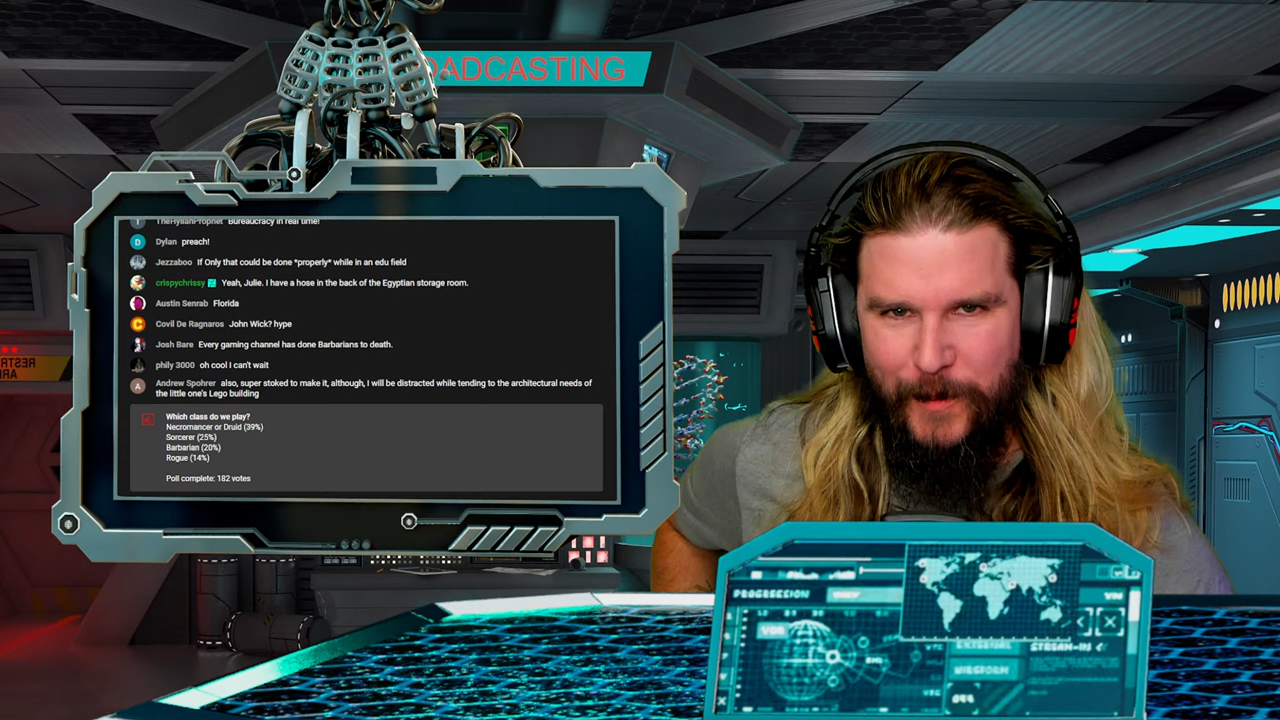 OADCASTING
TheHylianProphet Bureaucracy in real time!
D Dylan preach!
Jezzaboo If Only that could be done *properly* while in an edu field
crispychrissy Yeah, Julie. I have a hose in the back of the Egyptian storage room.
Austin Senrab Florida
Covil De Ragnaros John Wick? hype
Josh Bare Every gaming channel has done Barbarians to death.
phily 3000 oh cool I can't wait
A Andrew Spohrer also, super stoked to make it, although, I will be distracted while tending to the architectural needs of
the little one's Lego building
Which class do we play?
Necromancer or Druid (39%)
Sorcerer (25%)
Barbarian (20%)
Rogue (14%)
Poll complete: 182 votes
PROGRESSION
STREAM-IN